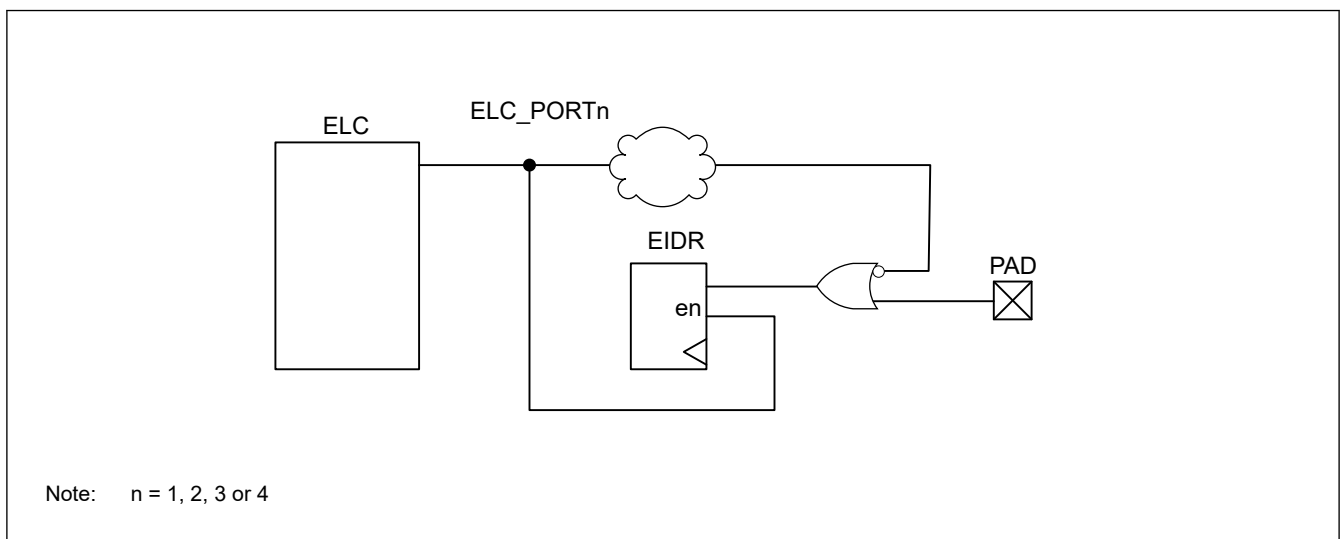 ELC_PORTn
ELC
EIDR
PAD
en
Note: n = 1, 2, 3 or 4